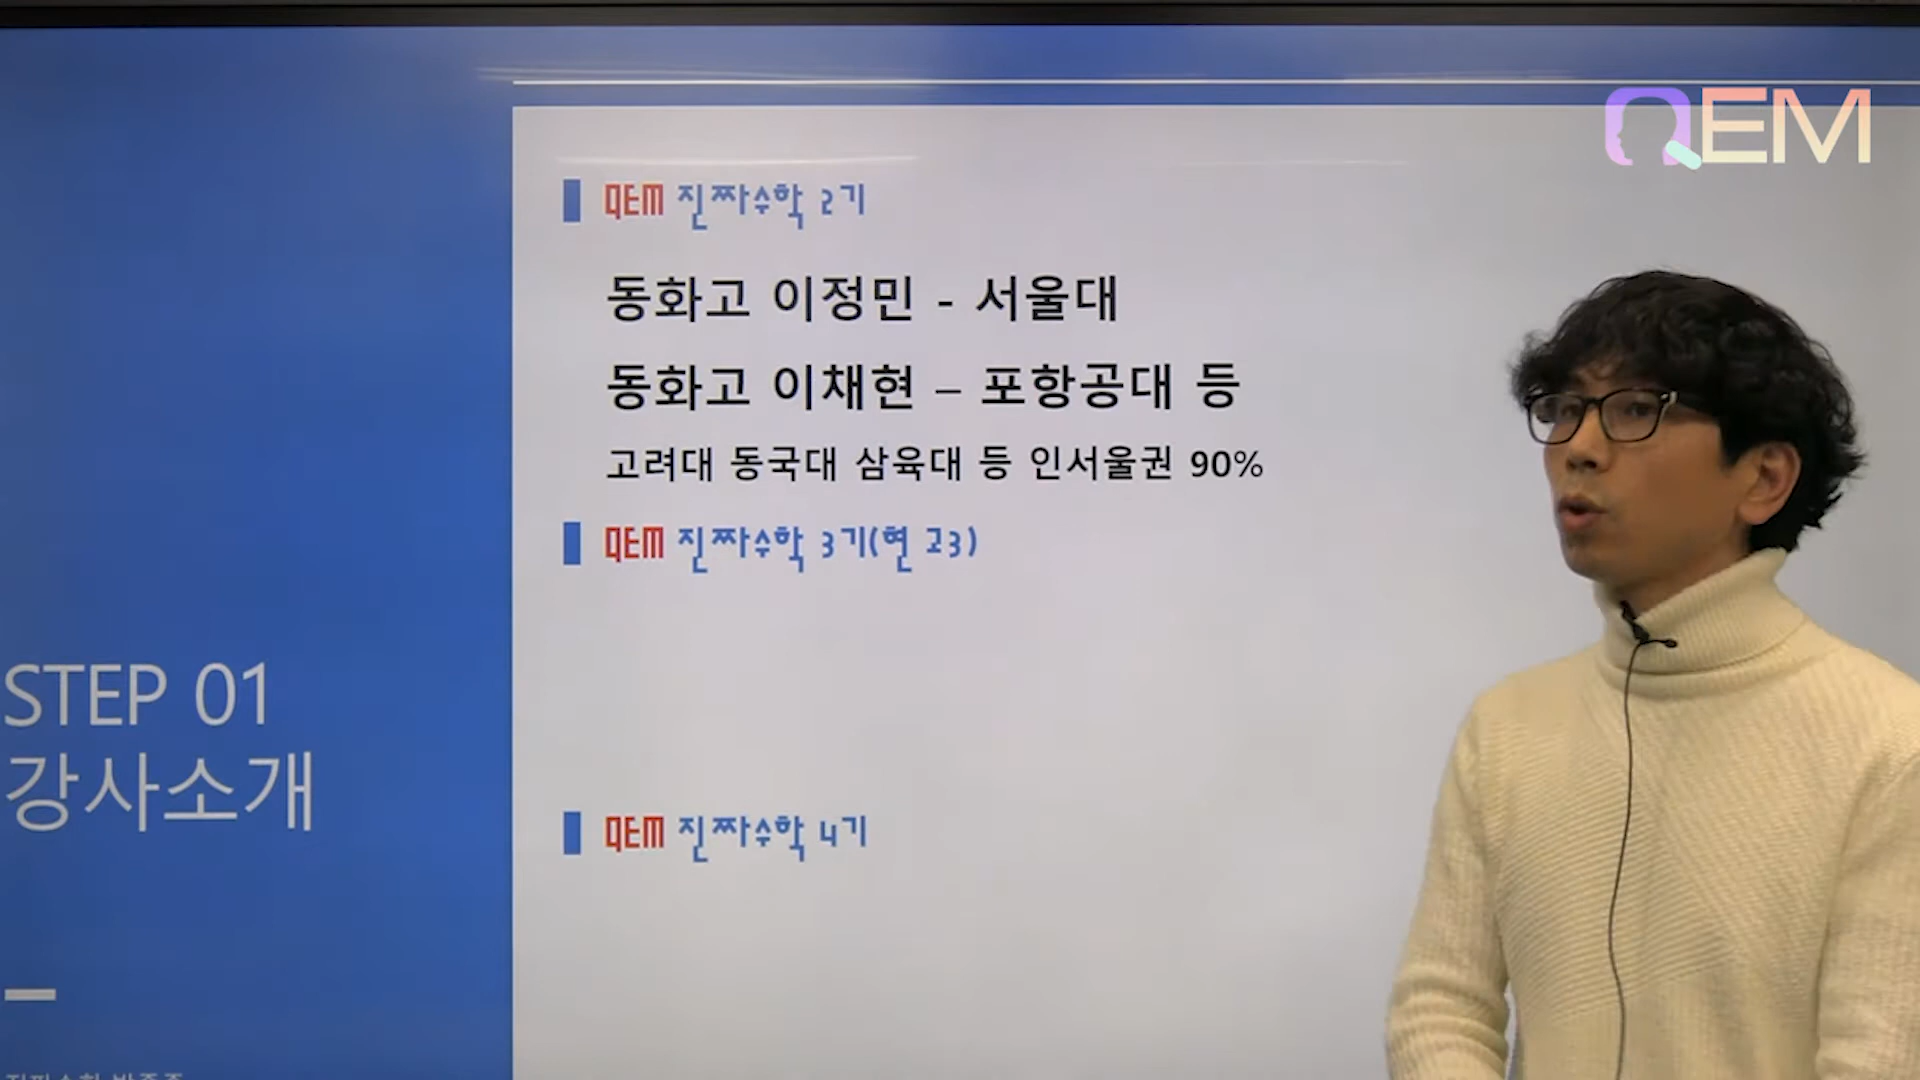 QEM
QEM 진짜수학 2기
동화고 이정민 - 서울대
동화고 이채현 – 포항공대 등
고려대 동국대 삼육대 등 인서울권 90%
QEM 진짜수학 3기(현 고3)
QEM 진짜수학 4기
STEP 01
강사소개